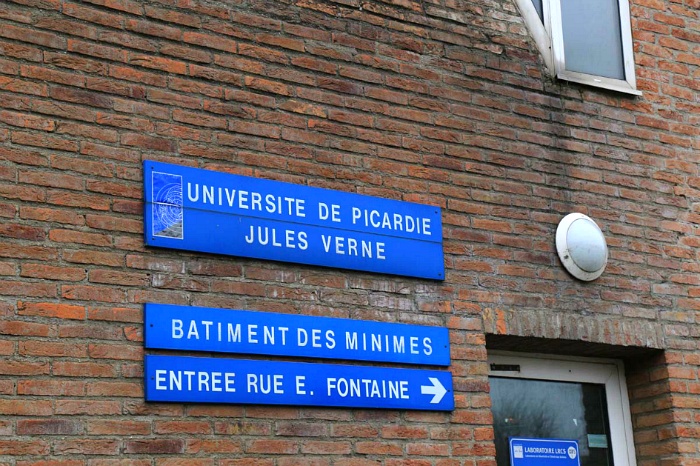 UNIVERSITE DE PICARDIE
JULES VERNE
BATIMENT DES MINIMES
ENTREE RUE E. FONTAINE
LABORATOIRE